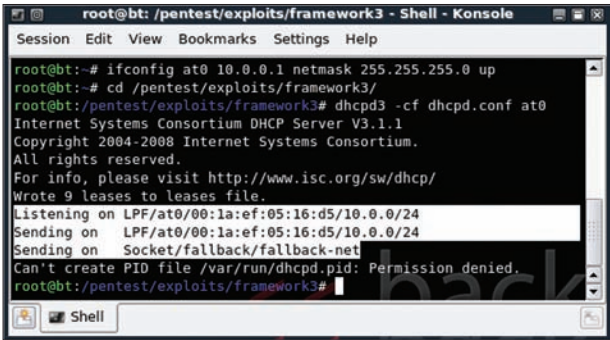 root@bt: /pentest/exploits/framework3 - Shell - Konsole
Session Edit View Bookmarks Settings Help
root@bt:~# ifconfig at0 10.0.0.1 netmask 255.255.255.0 up
root@bt:~# cd /pentest/exploits/framework3/
root@bt:/pentest/exploits/framework3# dhcpd3 -cf dhcpd.conf at0
Internet Systems Consortium DHCP Server V3.1.1
Copyright 2004-2008 Internet Systems Consortium.
All rights reserved.
For info, please visit http://www.isc.org/sw/dhcp/
Wrote 9 leases to leases file.
Listening on LPF/at0/00:1a:ef:05:16:d5/10.0.0/24
Sending on   LPF/at0/00:1a:ef:05:16:d5/10.0.0/24
Sending on   Socket/fallback/fallback-net
Can't create PID file /var/run/dhcpd.pid: Permission denied.
root@bt:/pentest/exploits/framework3#
back
Shell